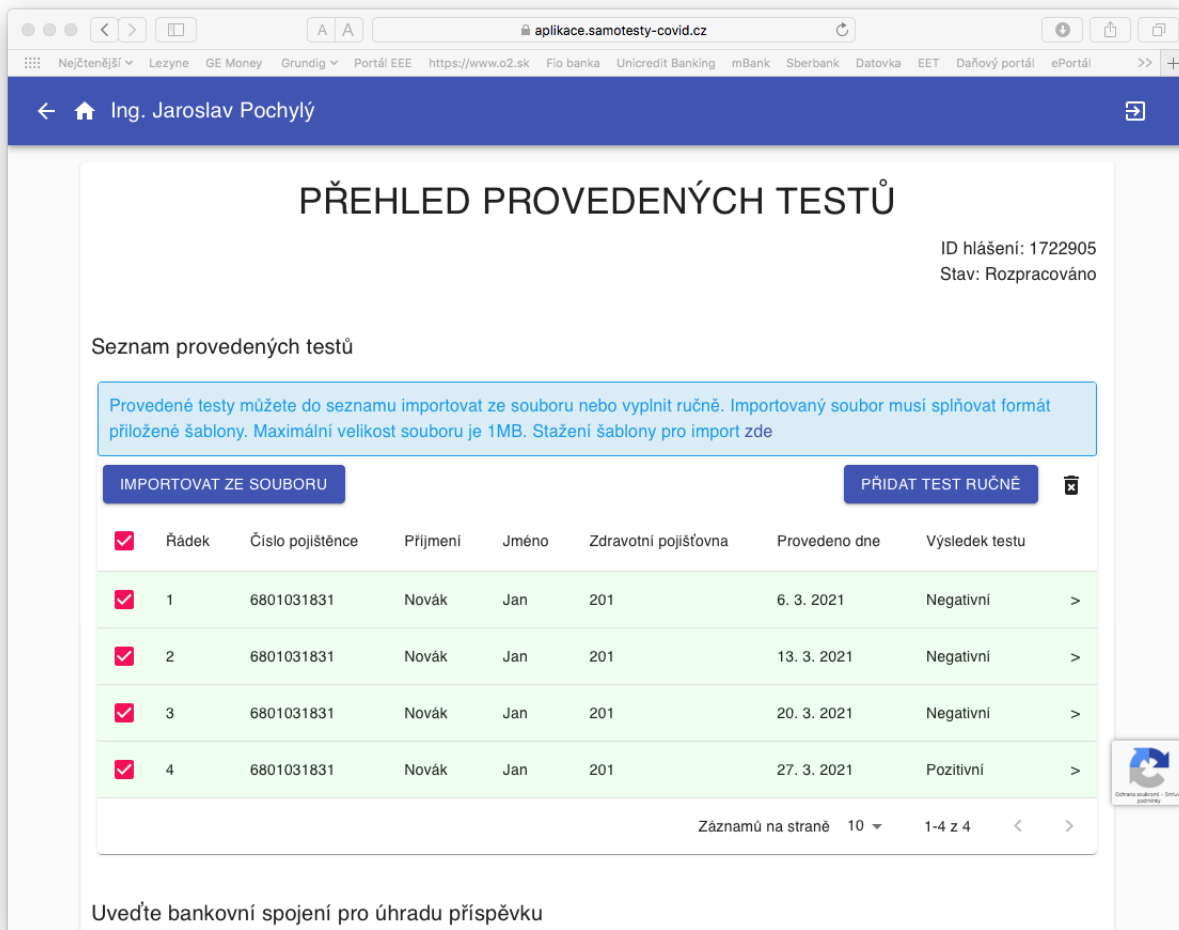 A A
aplikace.samotesty-covid.cz
Nejčtenější Lezyne GE Money Grundig Portál EEE https://www.o2.sk Fio banka Unicredit Banking mBank Sberbank Datovka EET Daňový portál ePortál >> +
Ing. Jaroslav Pochylý
PŘEHLED PROVEDENÝCH TESTŮ
ID hlášení: 1722905
Stav: Rozpracováno
Seznam provedených testů
Provedené testy můžete do seznamu importovat ze souboru nebo vyplnit ručně. Importovaný soubor musí splňovat formát
přiložené šablony. Maximální velikost souboru je 1MB. Stažení šablony pro import zde
IMPORTOVAT ZE SOUBORU PŘIDAT TEST RUČNĚ
Řádek Číslo pojištěnce Příjmení Jméno Zdravotní pojišťovna Provedeno dne Výsledek testu
1 6801031831 Novák Jan 201 6. 3. 2021 Negativní >
2 6801031831 Novák Jan 201 13. 3. 2021 Negativní >
3 6801031831 Novák Jan 201 20. 3. 2021 Negativní >
4 6801031831 Novák Jan 201 27. 3. 2021 Pozitivní >
Ochrana soukromí - Smluv
podmínky
Záznamů na straně 10 1-4 z 4
Uveďte bankovní spojení pro úhradu příspěvku